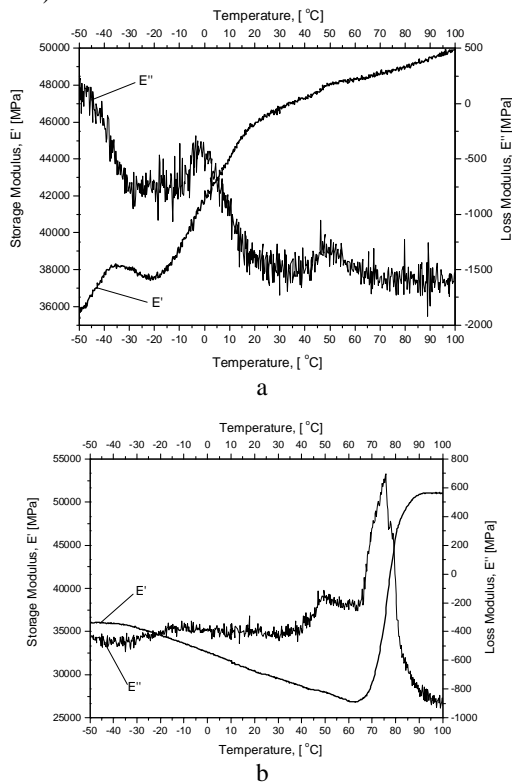 )
Temperature, [ °C]
-50 -40 -30 -20 -10 0 10 20 30 40 50 60 70 80 90 100
50000 500
48000 0
46000
44000 -500
42000 -1000
40000
38000 -1500
36000 -2000
Storage Modulus, E' [MPa]
Loss Modulus, E'' [MPa]
E''
E'
-50 -40 -30 -20 -10 0 10 20 30 40 50 60 70 80 90 100
Temperature, [ °C]
a
Temperature, [ °C]
-50 -40 -30 -20 -10 0 10 20 30 40 50 60 70 80 90 100
55000 800
50000 600
45000 400
40000 200
35000 0
30000 -200
25000 -400
-600
-800
-1000
Storage Modulus, E' [MPa]
Loss Modulus, E'' [MPa]
E'
E''
-50 -40 -30 -20 -10 0 10 20 30 40 50 60 70 80 90 100
Temperature, [ °C]
b